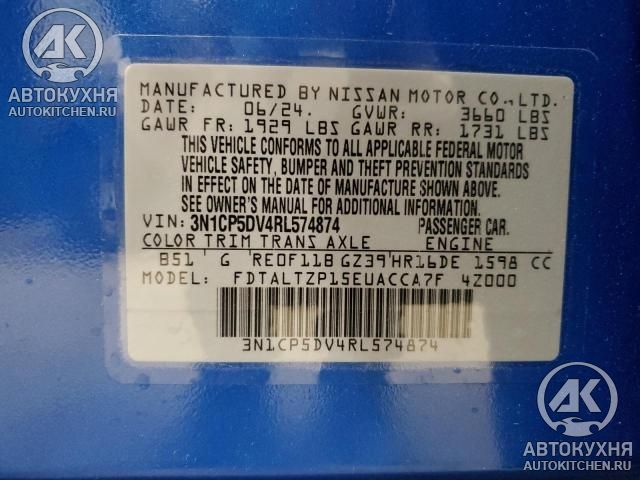 АК
АВТОКУХНЯ
AUTOKITCHEN.RU
MANUFACTURED BY NISSAN MOTOR CO.,LTD.
DATE: 06/24. GVWR: 3660 LBS
GAWR FR: 1929 LBS GAWR RR: 1731 LBS
THIS VEHICLE CONFORMS TO ALL APPLICABLE FEDERAL MOTOR
VEHICLE SAFETY, BUMPER AND THEFT PREVENTION STANDARDS
IN EFFECT ON THE DATE OF MANUFACTURE SHOWN ABOVE.
SEE OWNER'S MANUAL FOR ADDITIONAL INFORMATION.
VIN: 3N1CP5DV4RL574874 PASSENGER CAR.
COLOR TRIM TRANS AXLE ENGINE
B51 G RE0F11B GZ39 HR16DE 1598 CC
MODEL: FDTALTZP15EUACCA7F 4Z000
3N1CP5DV4RL574874
АК
АВТОКУХНЯ
AUTOKITCHEN.RU